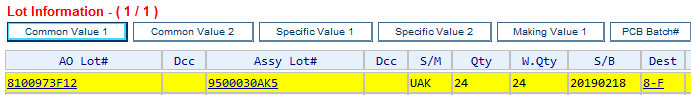 Lot Information - ( 1 / 1 )
Common Value 1 Common Value 2 Specific Value 1 Specific Value 2 Making Value 1 PCB Batch#
AO Lot# Dcc Assy Lot# Dcc S/M Qty W.Qty S/B Dest
8100973F12 9500030AK5 UAK 24 24 20190218 8-F